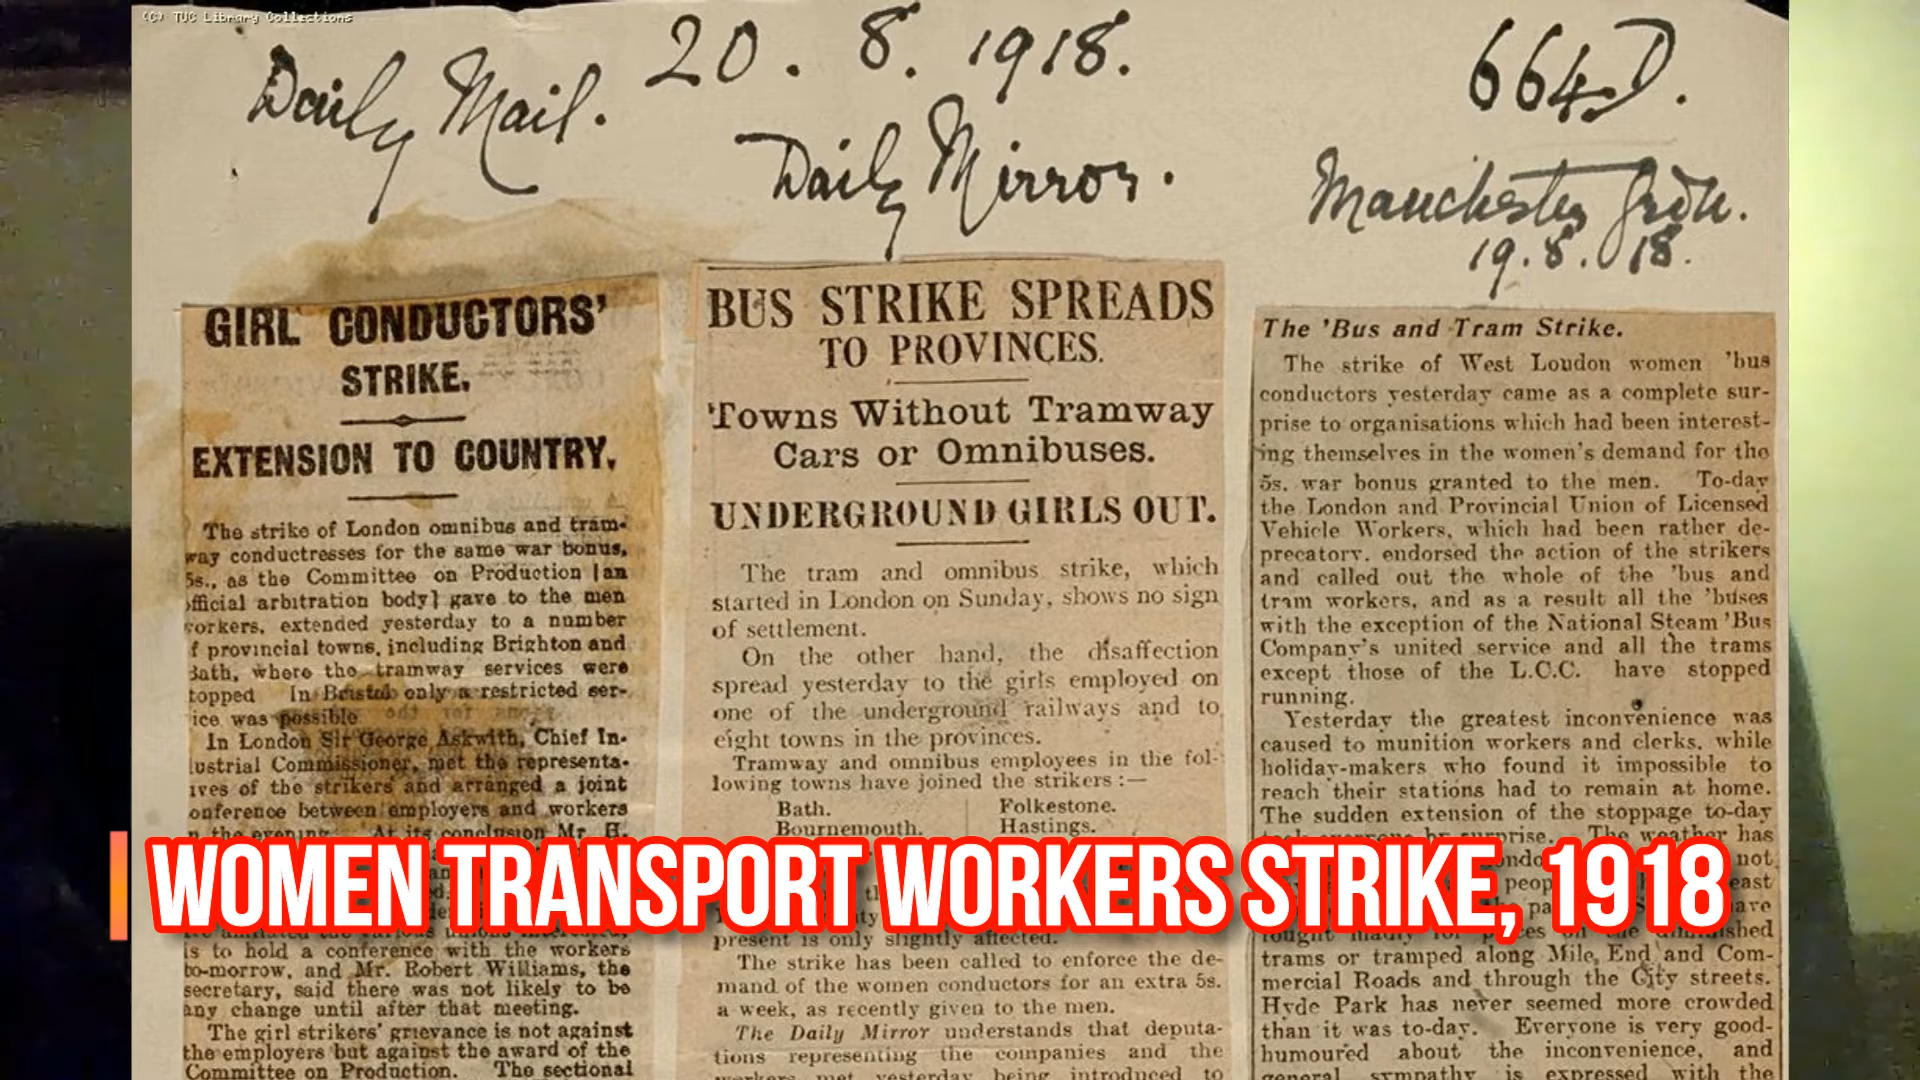 (C) TUC Library Collections
Daily Mail.
20. 8. 1918.
Daily Mirror.
664D.
Manchester Grdn.
19.8.18.
GIRL CONDUCTORS'
STRIKE.
EXTENSION TO COUNTRY.
The strike of London omnibus and tram-
way conductresses for the same war bonus,
5s., as the Committee on Production [an
official arbitration body] gave to the men
workers, extended yesterday to a number
f provincial towns, including Brighton and
Bath, where the tramway services were
topped In Bristol only a restricted ser-
ice was possible
In London Sir George Askwith, Chief In-
lustrial Commissioner, met the representa-
ives of the strikers and arranged a joint
onference between employers and workers
n the evening. At its conclusion Mr. H.
is to hold a conference with the workers
to-morrow, and Mr. Robert Williams, the
secretary, said there was not likely to be
any change until after that meeting.
The girl strikers' grievance is not against
the employers but against the award of the
Committee on Production. The sectional
BUS STRIKE SPREADS
TO PROVINCES.
Towns Without Tramway
Cars or Omnibuses.
UNDERGROUND GIRLS OUT.
The tram and omnibus strike, which
started in London on Sunday, shows no sign
of settlement.
On the other hand, the disaffection
spread yesterday to the girls employed on
one of the underground railways and to
eight towns in the provinces.
Tramway and omnibus employees in the fol-
lowing towns have joined the strikers :—
Bath. Folkestone.
Bournemouth. Hastings.
present is only slightly affected.
The strike has been called to enforce the de-
mand of the women conductors for an extra 5s.
a week, as recently given to the men.
The Daily Mirror understands that deputa-
tions representing the companies and the
workers met yesterday being introduced to
The 'Bus and Tram Strike.
The strike of West London women 'bus
conductors yesterday came as a complete sur-
prise to organisations which had been interest-
ing themselves in the women's demand for the
5s. war bonus granted to the men. To-day
the London and Provincial Union of Licensed
Vehicle Workers, which had been rather de-
precatory, endorsed the action of the strikers
and called out the whole of the 'bus and
tram workers, and as a result all the 'buses
with the exception of the National Steam 'Bus
Company's united service and all the trams
except those of the L.C.C. have stopped
running.
Yesterday the greatest inconvenience was
caused to munition workers and clerks, while
holiday-makers who found it impossible to
reach their stations had to remain at home.
The sudden extension of the stoppage to-day
took everyone by surprise. The weather has
not
east
have
fought madly for places on the diminished
trams or tramped along Mile End and Com-
mercial Roads and through the City streets.
Hyde Park has never seemed more crowded
than it was to-day. Everyone is very good-
humoured about the inconvenience, and
general sympathy is expressed with the
WOMEN TRANSPORT WORKERS STRIKE, 1918